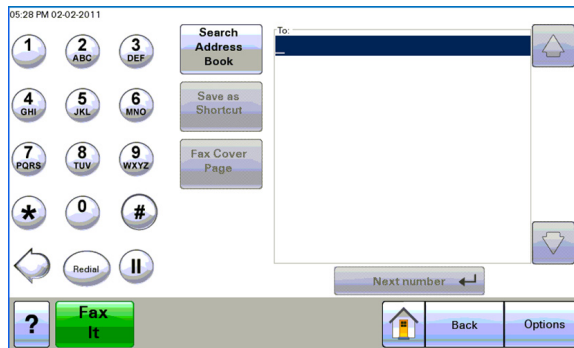 05:28 PM 02-02-2011
1
2
ABC
3
DEF
4
GHI
5
JKL
6
MNO
7
PQRS
8
TUV
9
WXYZ
*
0
#
Redial
Search
Address
Book
Save as
Shortcut
Fax Cover
Page
To:
_
Next number
?
Fax
It
Back
Options